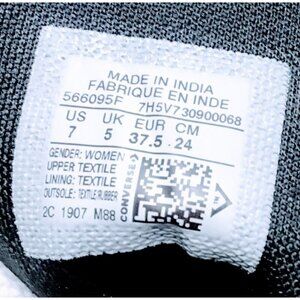 MADE IN INDIA
FABRIQUE EN INDE
566095F 7H5V730900068
US UK EUR CM
7 5 37.5 24
GENDER: WOMEN
UPPER: TEXTILE
LINING: TEXTILE
OUTSOLE: TEXTILE/RUBBER
CONVERSE
2C 1907 M88